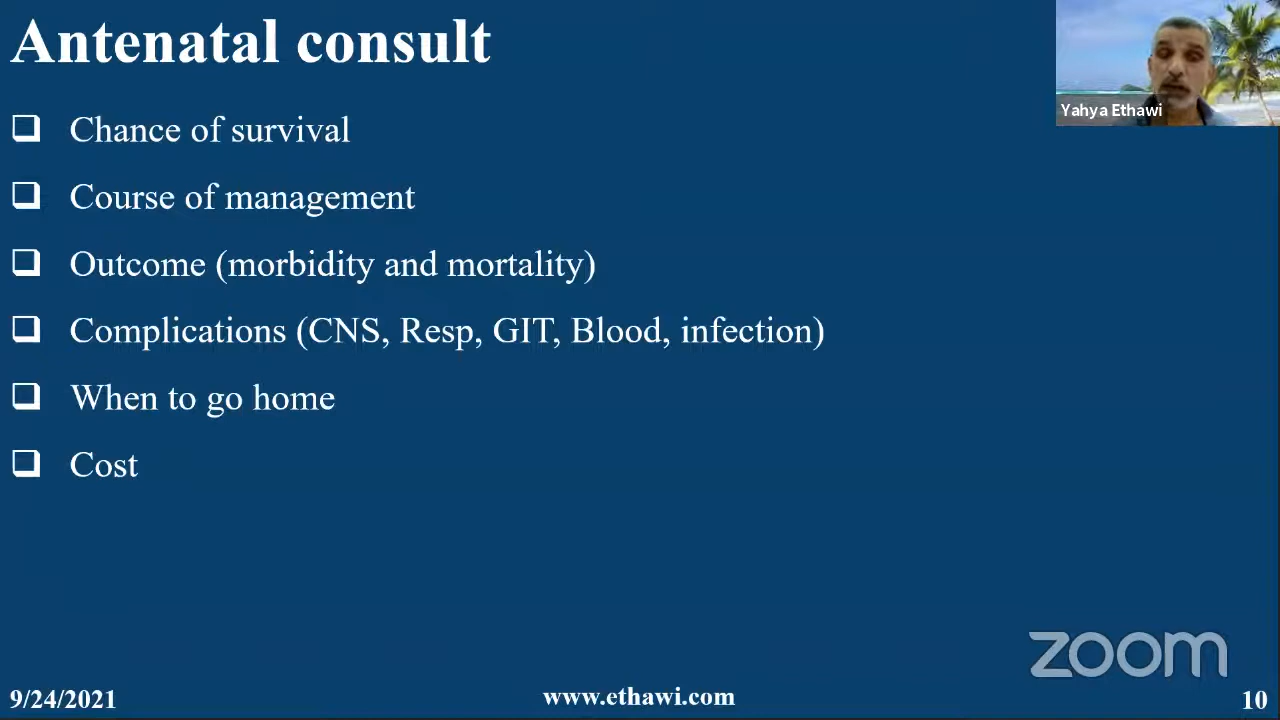 Antenatal consult
Yahya Ethawi
Chance of survival
Course of management
Outcome (morbidity and mortality)
Complications (CNS, Resp, GIT, Blood, infection)
When to go home
Cost
zoom
9/24/2021
www.ethawi.com
10